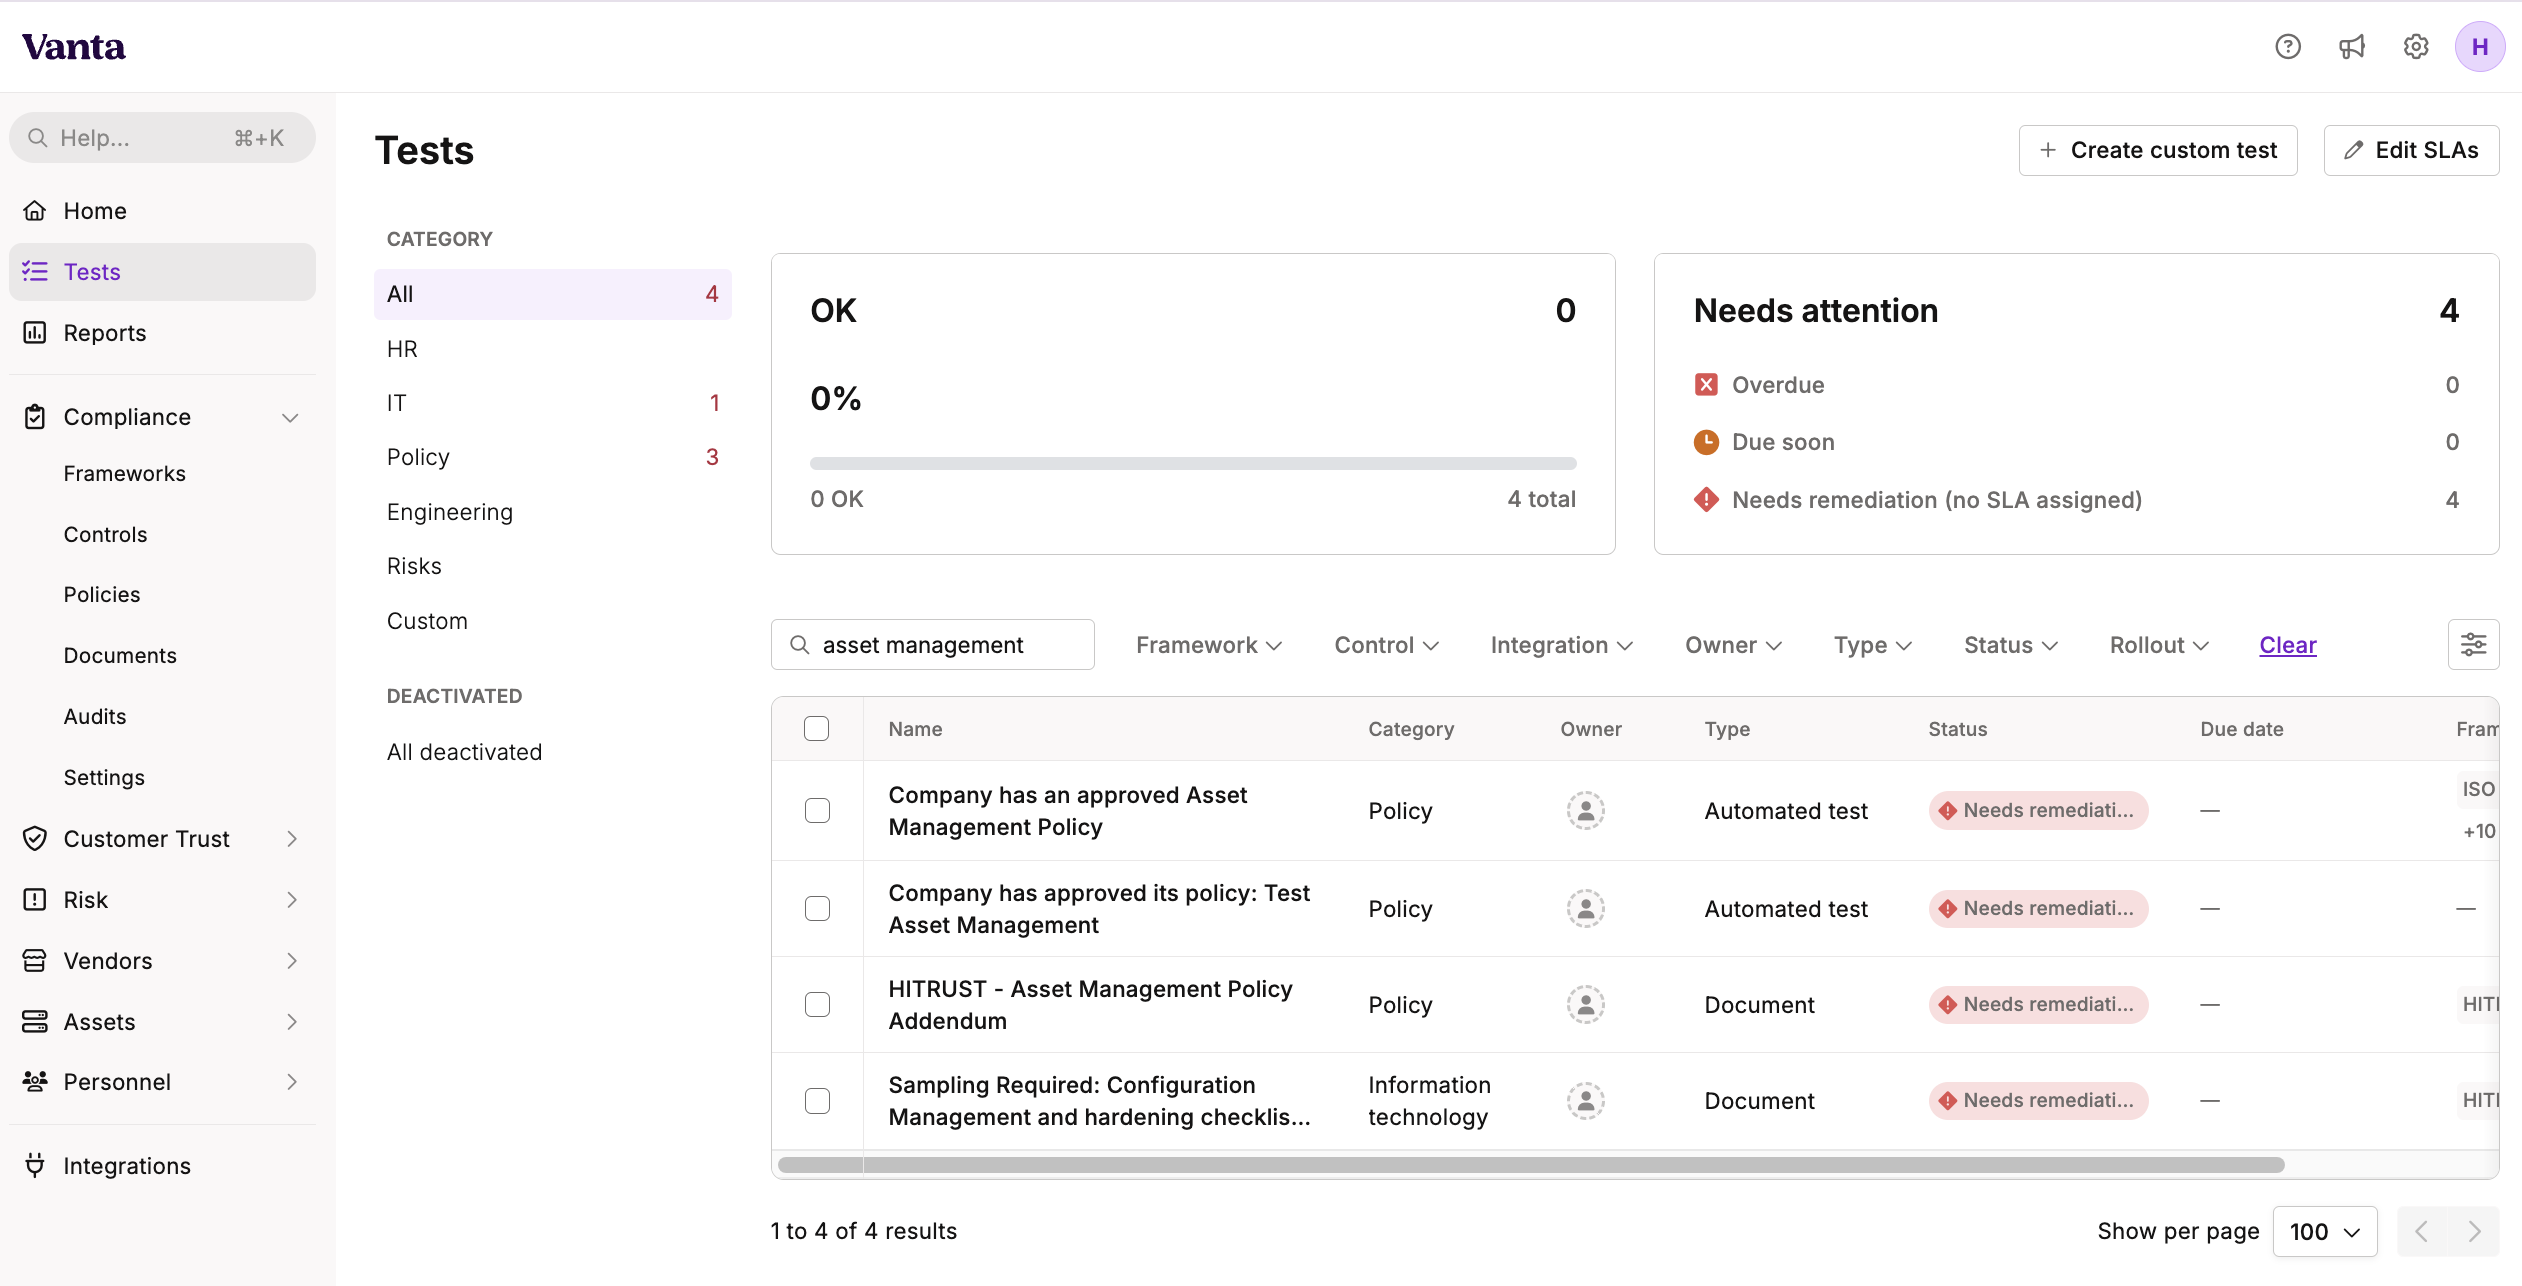 Vanta
H
Help...
⌘+K
Home
Tests
Reports
Compliance
Frameworks
Controls
Policies
Documents
Audits
Settings
Customer Trust
Risk
Vendors
Assets
Personnel
Integrations
Tests
Create custom test
Edit SLAs
CATEGORY
All 4
HR
IT 1
Policy 3
Engineering
Risks
Custom
DEACTIVATED
All deactivated
OK 0
0%
0 OK 4 total
Needs attention 4
Overdue 0
Due soon 0
Needs remediation (no SLA assigned) 4
asset management
Framework
Control
Integration
Owner
Type
Status
Rollout
Clear
Name Category Owner Type Status Due date Fram
Company has an approved Asset
Management Policy
Policy
Automated test
Needs remediati...
—
ISO
+10
Company has approved its policy: Test
Asset Management
Policy
Automated test
Needs remediati...
—
—
HITRUST - Asset Management Policy
Addendum
Policy
Document
Needs remediati...
—
HITI
Sampling Required: Configuration
Management and hardening checklis...
Information
technology
Document
Needs remediati...
—
HITI
1 to 4 of 4 results
Show per page
100